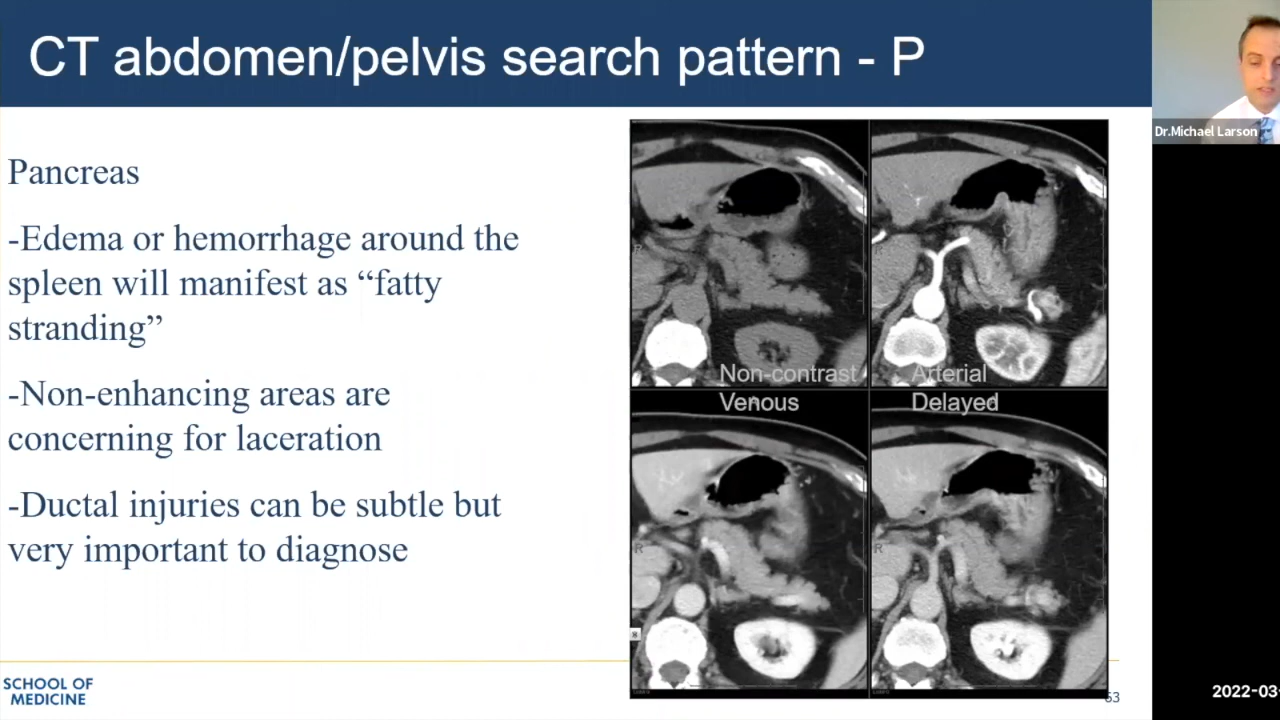 CT abdomen/pelvis search pattern - P
Dr.Michael Larson
Pancreas
-Edema or hemorrhage around the
spleen will manifest as “fatty
stranding”
-Non-enhancing areas are
concerning for laceration
-Ductal injuries can be subtle but
very important to diagnose
Non-contrast
Arterial
Venous
Delayed
R
R
SCHOOL OF
MEDICINE
53
2022-03-